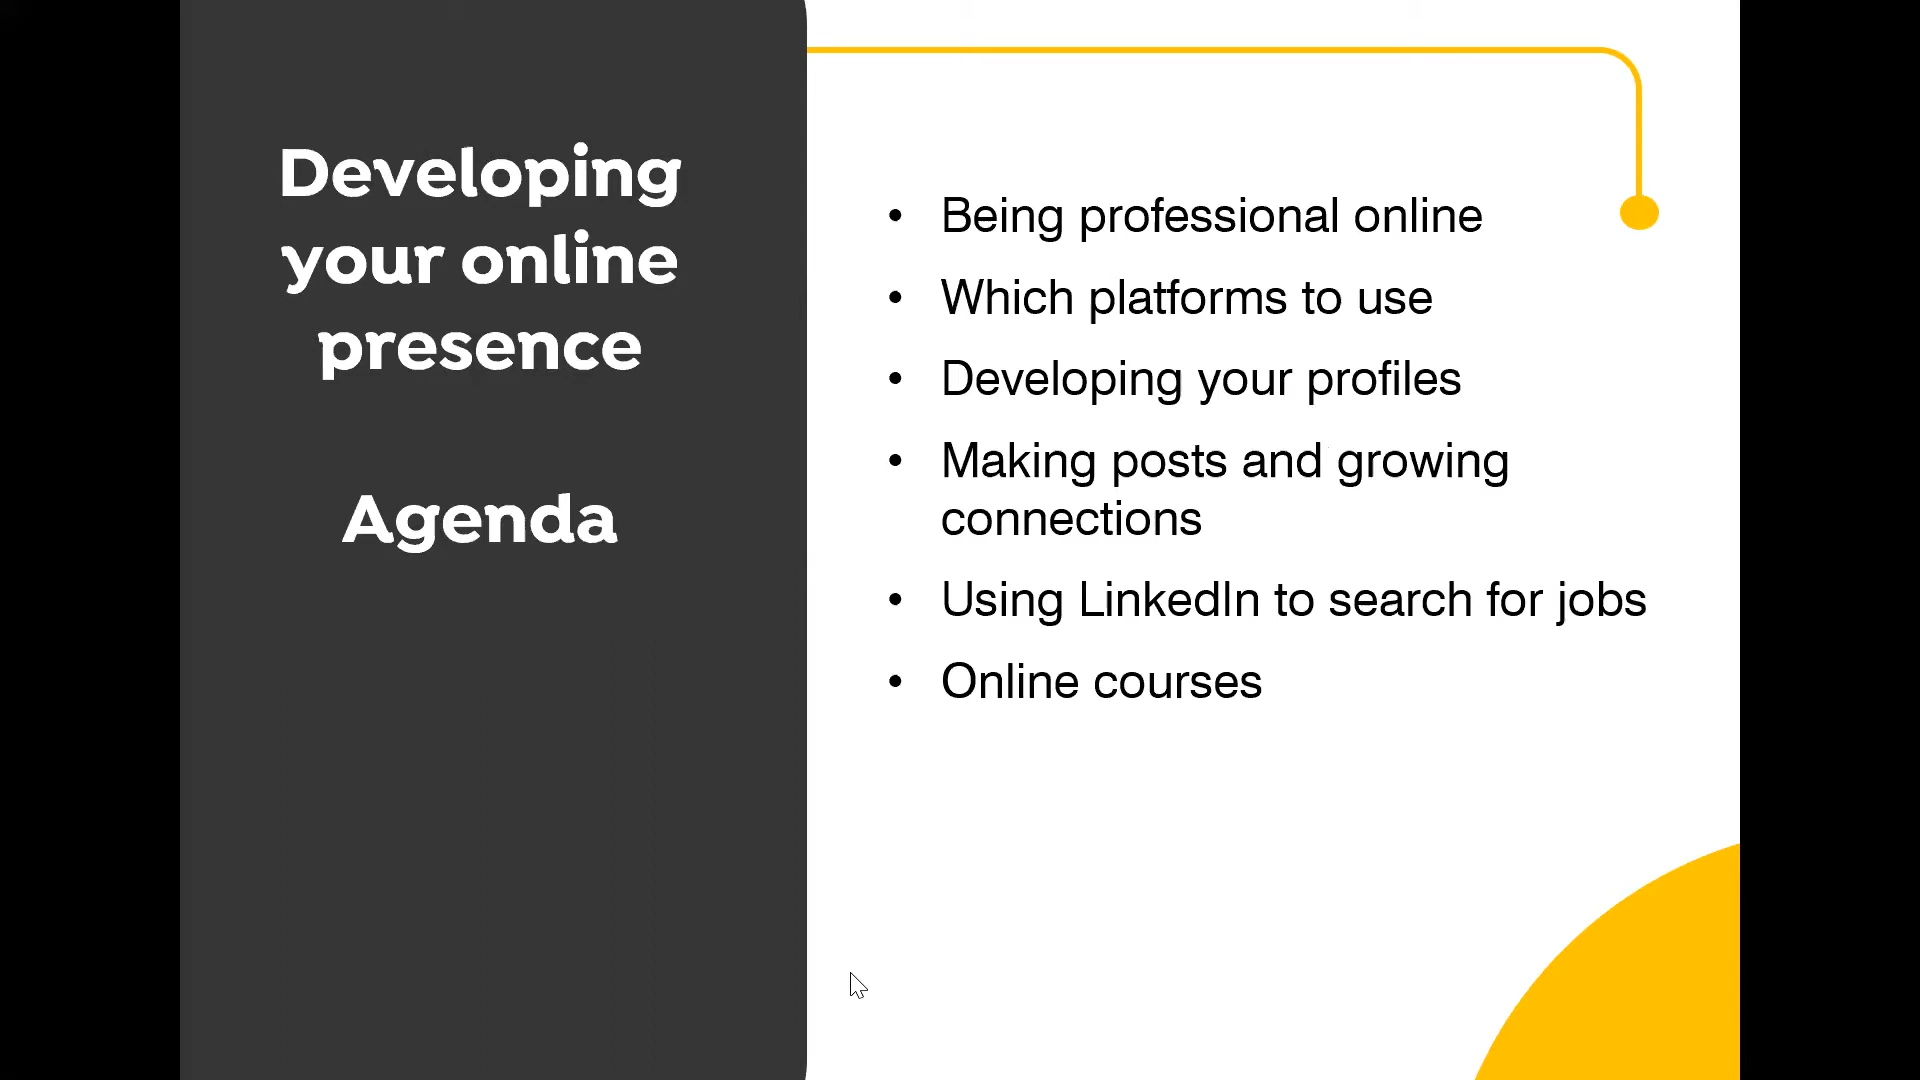 Developing
your online
presence
Agenda
• Being professional online
• Which platforms to use
• Developing your profiles
• Making posts and growing
connections
• Using LinkedIn to search for jobs
• Online courses